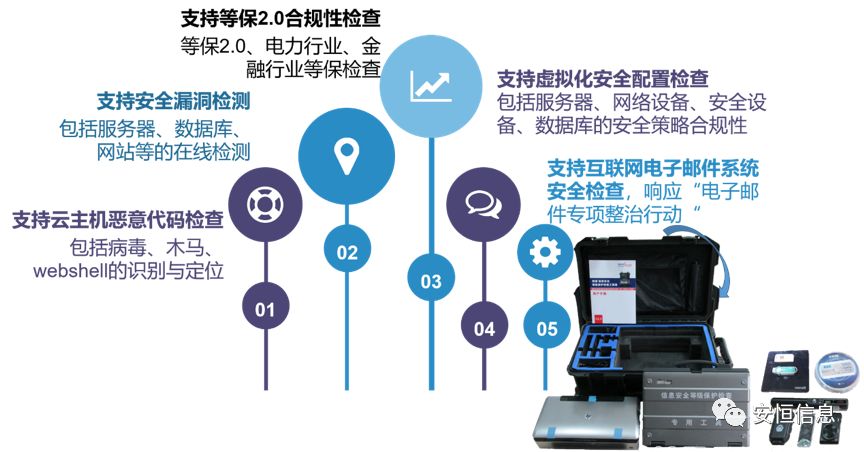 支持等保2.0合规性检查
等保2.0、电力行业、金
融行业等保检查
支持安全漏洞检测
包括服务器、数据库、
网站等的在线检测
支持虚拟化安全配置检查
包括服务器、网络设备、安全设
备、数据库的安全策略合规性
支持云主机恶意代码检查
包括病毒、木马、
webshell的识别与定位
支持互联网电子邮件系统
安全检查，响应“电子邮
件专项整治行动“
01
02
03
04
05
信息安全等级保护检查
专用工具
安恒信息